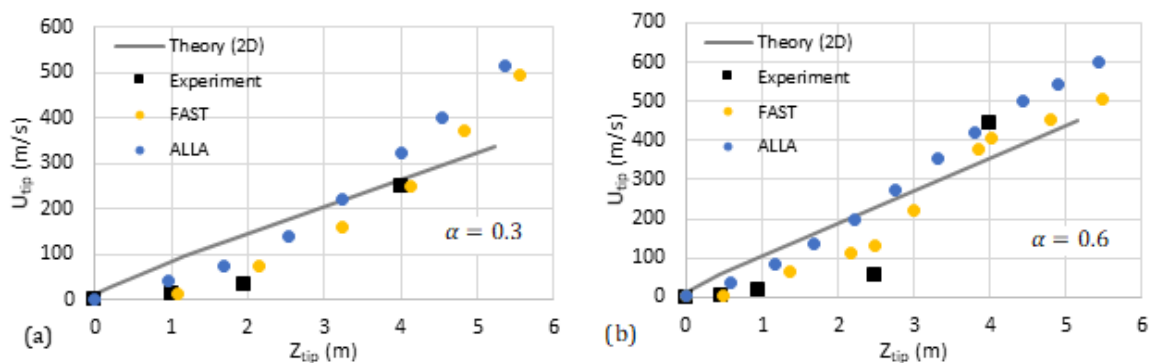 (a)
600
500
400
300
200
100
0
U_tip (m/s)
Theory (2D)
Experiment
FAST
ALLA
α = 0.3
0 1 2 3 4 5 6
Z_tip (m)
(b)
700
600
500
400
300
200
100
0
U_tip (m/s)
Theory (2D)
Experiment
FAST
ALLA
α = 0.6
0 1 2 3 4 5 6
Z_tip (m)